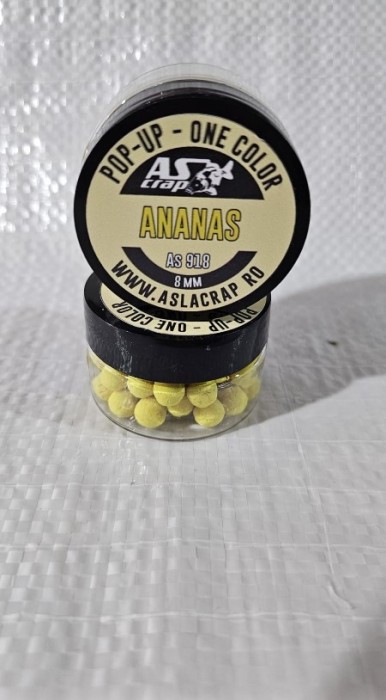 POP-UP - ONE COLOR
AS
crap
ANANAS
AS 918
8 MM
WWW.ASLACRAP RO
POP-UP - ONE COLOR